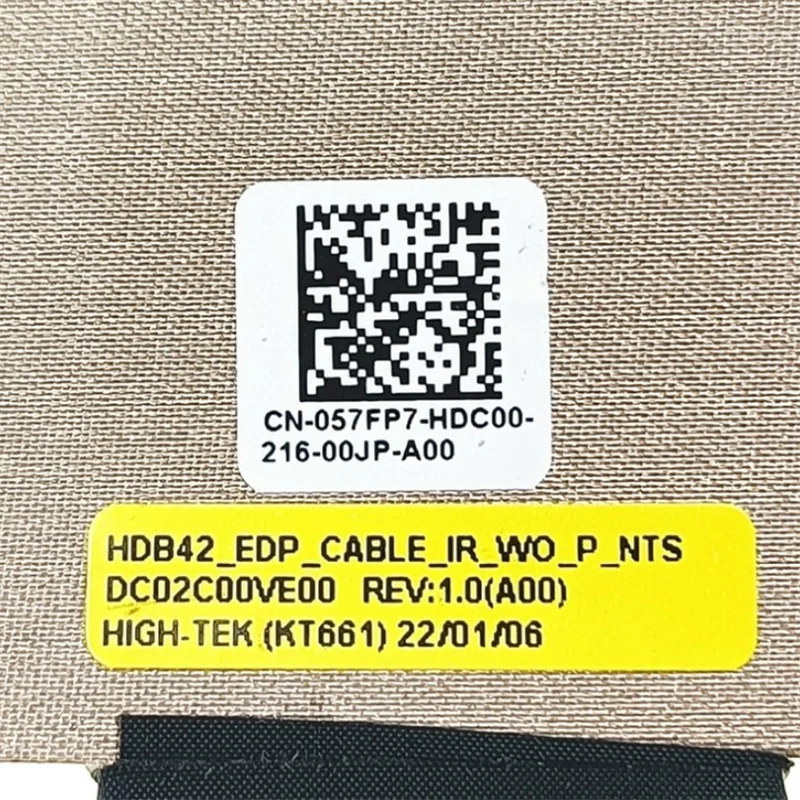 CN-057FP7-HDC00-
216-00JP-A00
HDB42_EDP_CABLE_IR_WO_P_NTS
DC02C00VE00 REV:1.0(A00)
HIGH-TEK (KT661) 22/01/06